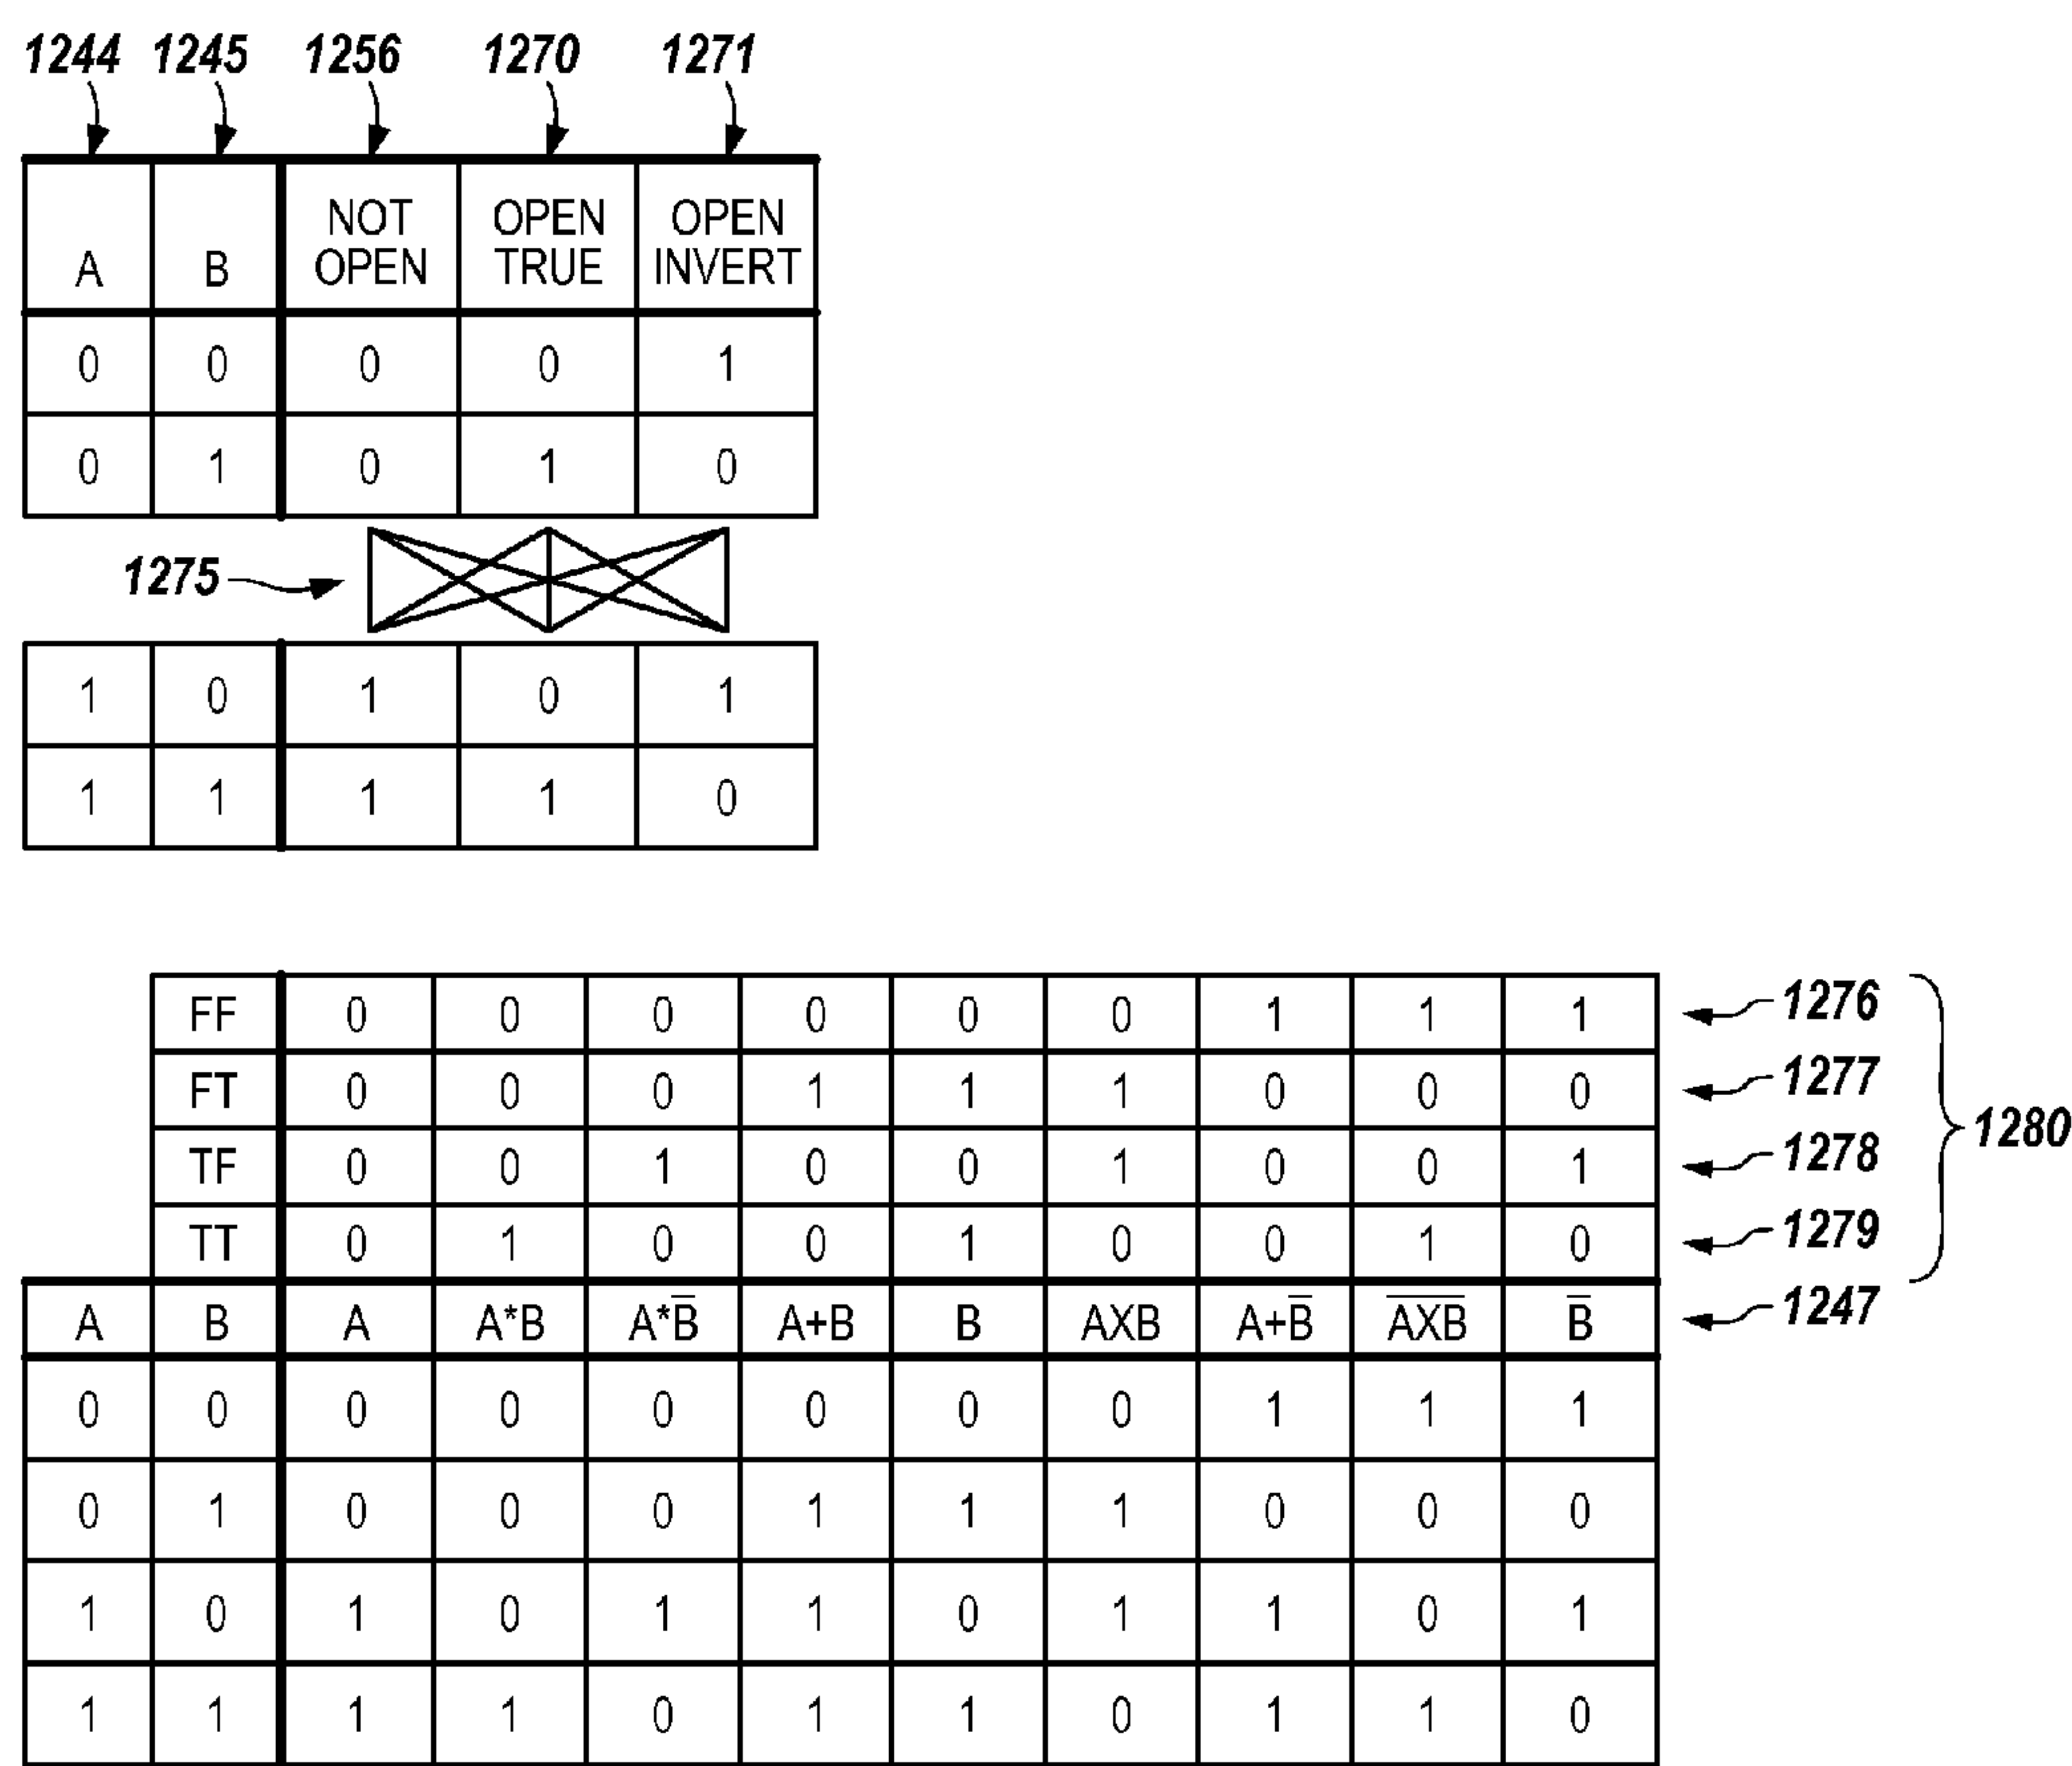 1244 1245 1256 1270 1271
A B NOT OPEN OPEN TRUE OPEN INVERT
0 0 0 0 1
0 1 0 1 0
1275
1 0 1 0 1
1 1 1 1 0
FF 0 0 0 0 0 0 1 1 1 1276
FT 0 0 0 1 1 1 0 0 0 1277
TF 0 0 1 0 0 1 0 0 1 1278
TT 0 1 0 0 1 0 0 1 0 1279
1280
A B A A*B A*B̅ A+B B AXB A+B̅ A̅X̅B̅ B̅ 1247
0 0 0 0 0 0 0 0 1 1 1
0 1 0 0 0 1 1 1 0 0 0
1 0 1 0 1 1 0 1 1 0 1
1 1 1 1 0 1 1 0 1 1 0